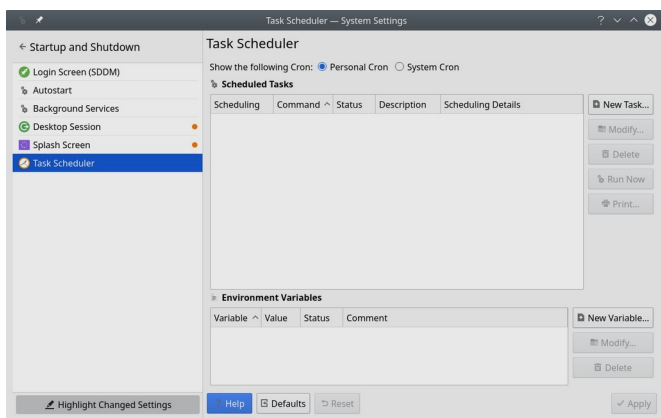 Task Scheduler — System Settings
Startup and Shutdown
Task Scheduler
Login Screen (SDDM)
Autostart
Background Services
Desktop Session
Splash Screen
Task Scheduler
Show the following Cron: Personal Cron System Cron
Scheduled Tasks
Scheduling Command Status Description Scheduling Details
New Task...
Modify...
Delete
Run Now
Print...
Environment Variables
Variable Value Status Comment
New Variable...
Modify...
Delete
Highlight Changed Settings
Help Defaults Reset Apply